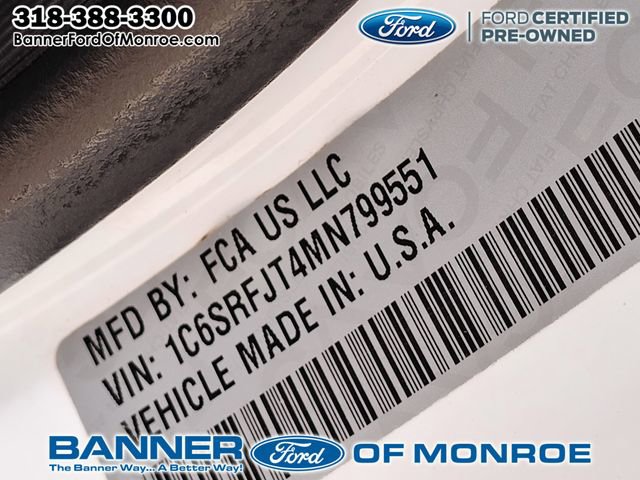 318-388-3300
BannerFordOfMonroe.com
Ford
FORD CERTIFIED
PRE-OWNED
MFD BY: FCA US LLC
VIN: 1C6SRFJT4MN799551
VEHICLE MADE IN: U.S.A.
BANNER Ford OF MONROE
The Banner Way... A Better Way!